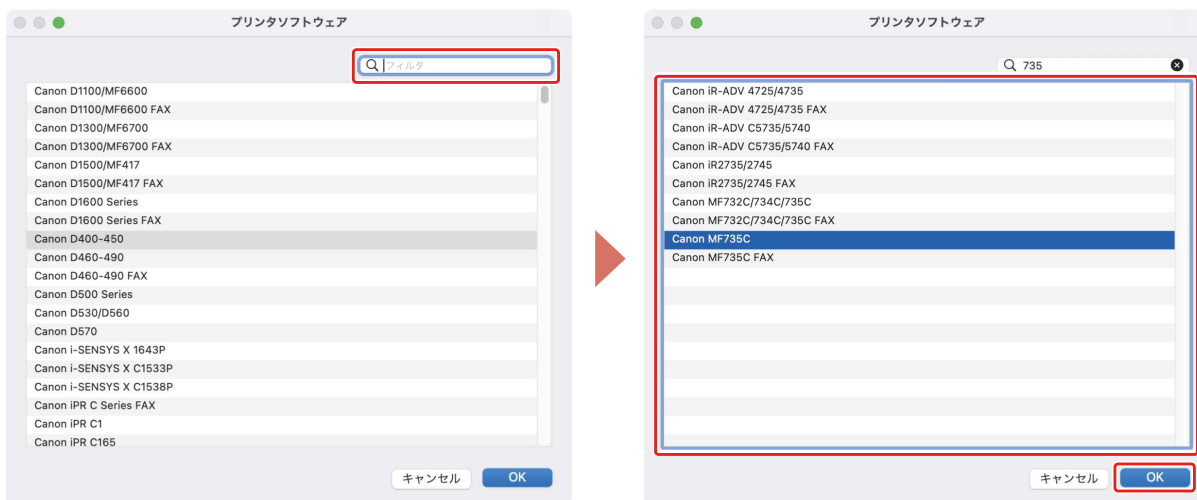 プリンタソフトウェア
フィルタ
Canon D1100/MF6600
Canon D1100/MF6600 FAX
Canon D1300/MF6700
Canon D1300/MF6700 FAX
Canon D1500/MF417
Canon D1500/MF417 FAX
Canon D1600 Series
Canon D1600 Series FAX
Canon D400-450
Canon D460-490
Canon D460-490 FAX
Canon D500 Series
Canon D530/D560
Canon D570
Canon i-SENSYS X 1643P
Canon i-SENSYS X C1533P
Canon i-SENSYS X C1538P
Canon iPR C Series FAX
Canon iPR C1
Canon iPR C165
キャンセル OK
プリンタソフトウェア
735
Canon iR-ADV 4725/4735
Canon iR-ADV 4725/4735 FAX
Canon iR-ADV C5735/5740
Canon iR-ADV C5735/5740 FAX
Canon iR2735/2745
Canon iR2735/2745 FAX
Canon MF732C/734C/735C
Canon MF732C/734C/735C FAX
Canon MF735C
Canon MF735C FAX
キャンセル OK